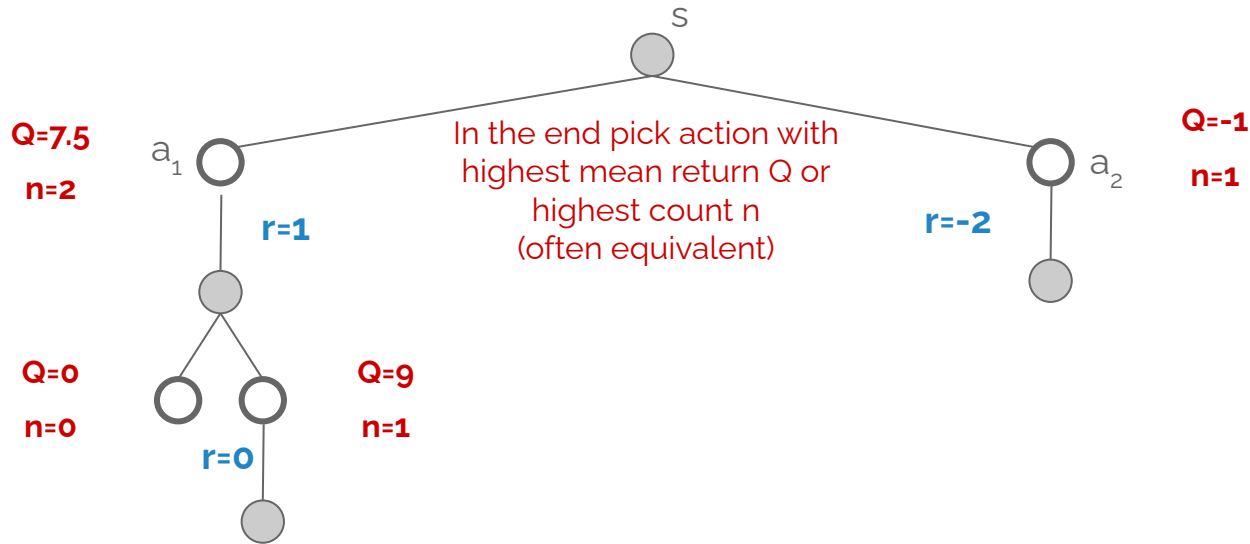 s
Q=7.5
n=2
a1
In the end pick action with
highest mean return Q or
highest count n
(often equivalent)
a2
Q=-1
n=1
r=1
r=-2
Q=0
n=0
Q=9
n=1
r=0